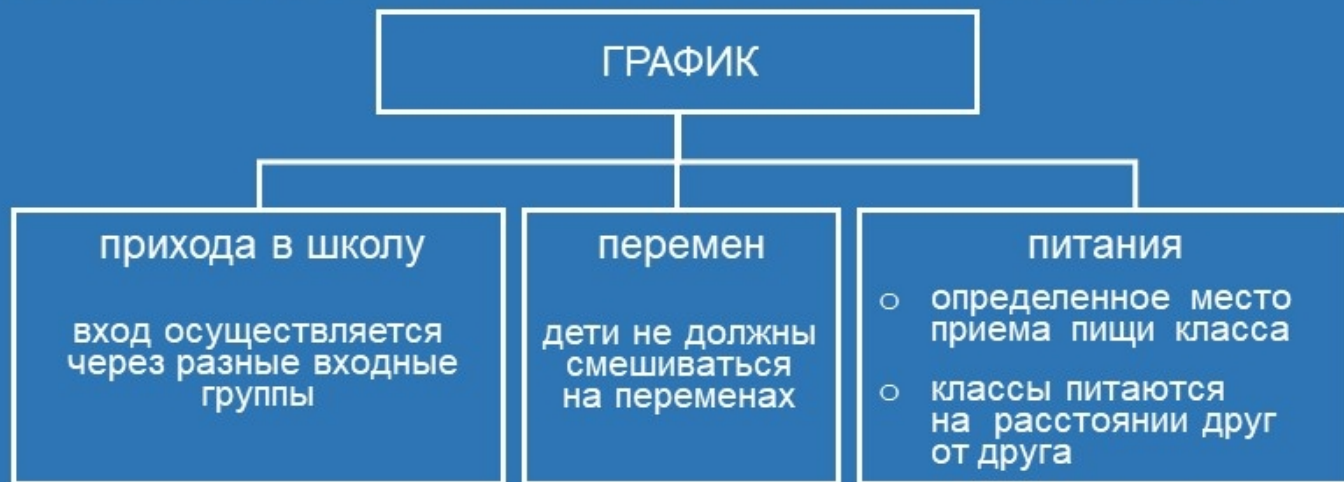 ГРАФИК
прихода в школу
вход осуществляется
через разные входные
группы
перемен
дети не должны
смешиваться
на переменах
питания
○ определенное место
приема пищи класса
○ классы питаются
на расстоянии друг
от друга